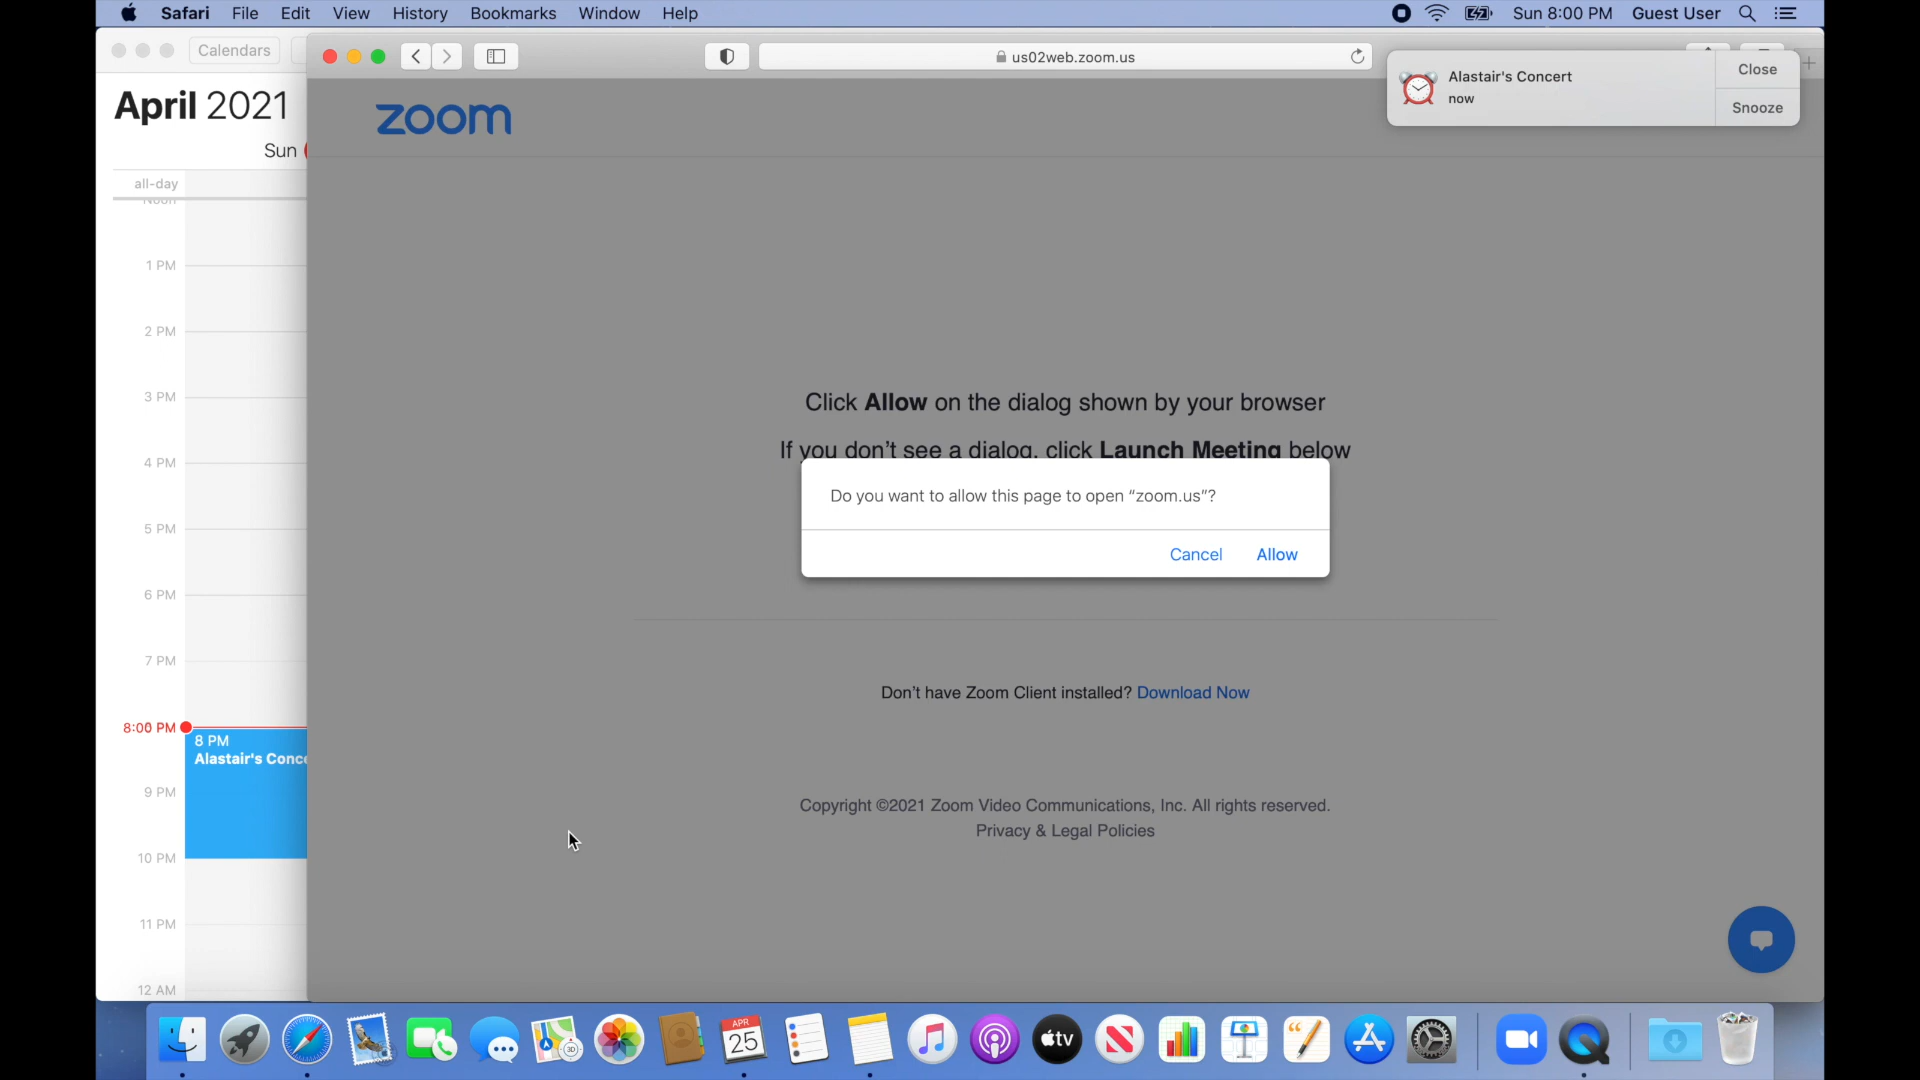 Safari File Edit View History Bookmarks Window Help
Sun 8:00 PM Guest User
Calendars
us02web.zoom.us
Alastair's Concert
now
Close
Snooze
April 2021
Sun
all-day
Noon
1 PM
2 PM
3 PM
4 PM
5 PM
6 PM
7 PM
8:00 PM
8 PM
Alastair's Conce
9 PM
10 PM
11 PM
12 AM
zoom
Click Allow on the dialog shown by your browser
If you don't see a dialog, click Launch Meeting below
Do you want to allow this page to open “zoom.us”?
Cancel Allow
Don't have Zoom Client installed? Download Now
Copyright ©2021 Zoom Video Communications, Inc. All rights reserved.
Privacy & Legal Policies
3D
APR
25
tv